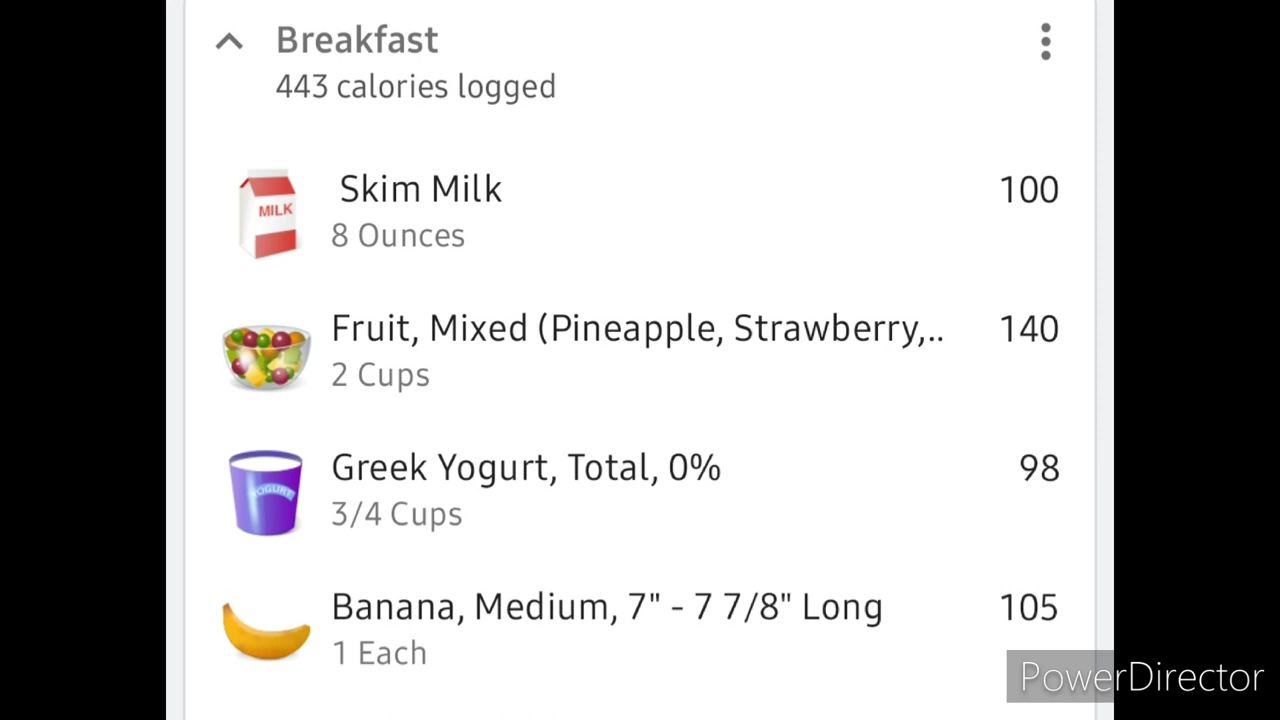 Breakfast
443 calories logged
MILK
Skim Milk
100
8 Ounces
Fruit, Mixed (Pineapple, Strawberry,..
140
2 Cups
YOGURT
Greek Yogurt, Total, 0%
98
3/4 Cups
Banana, Medium, 7" - 7 7/8" Long
105
1 Each
PowerDirector